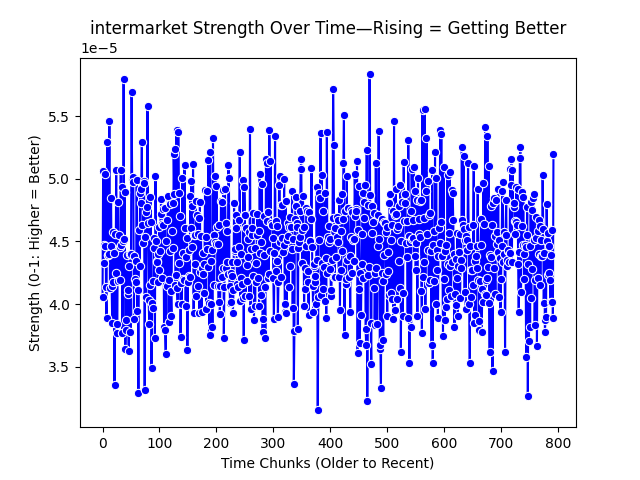 intermarket Strength Over Time—Rising = Getting Better
1e−5
5.5
5.0
4.5
4.0
3.5
Strength (0-1: Higher = Better)
0 100 200 300 400 500 600 700 800
Time Chunks (Older to Recent)